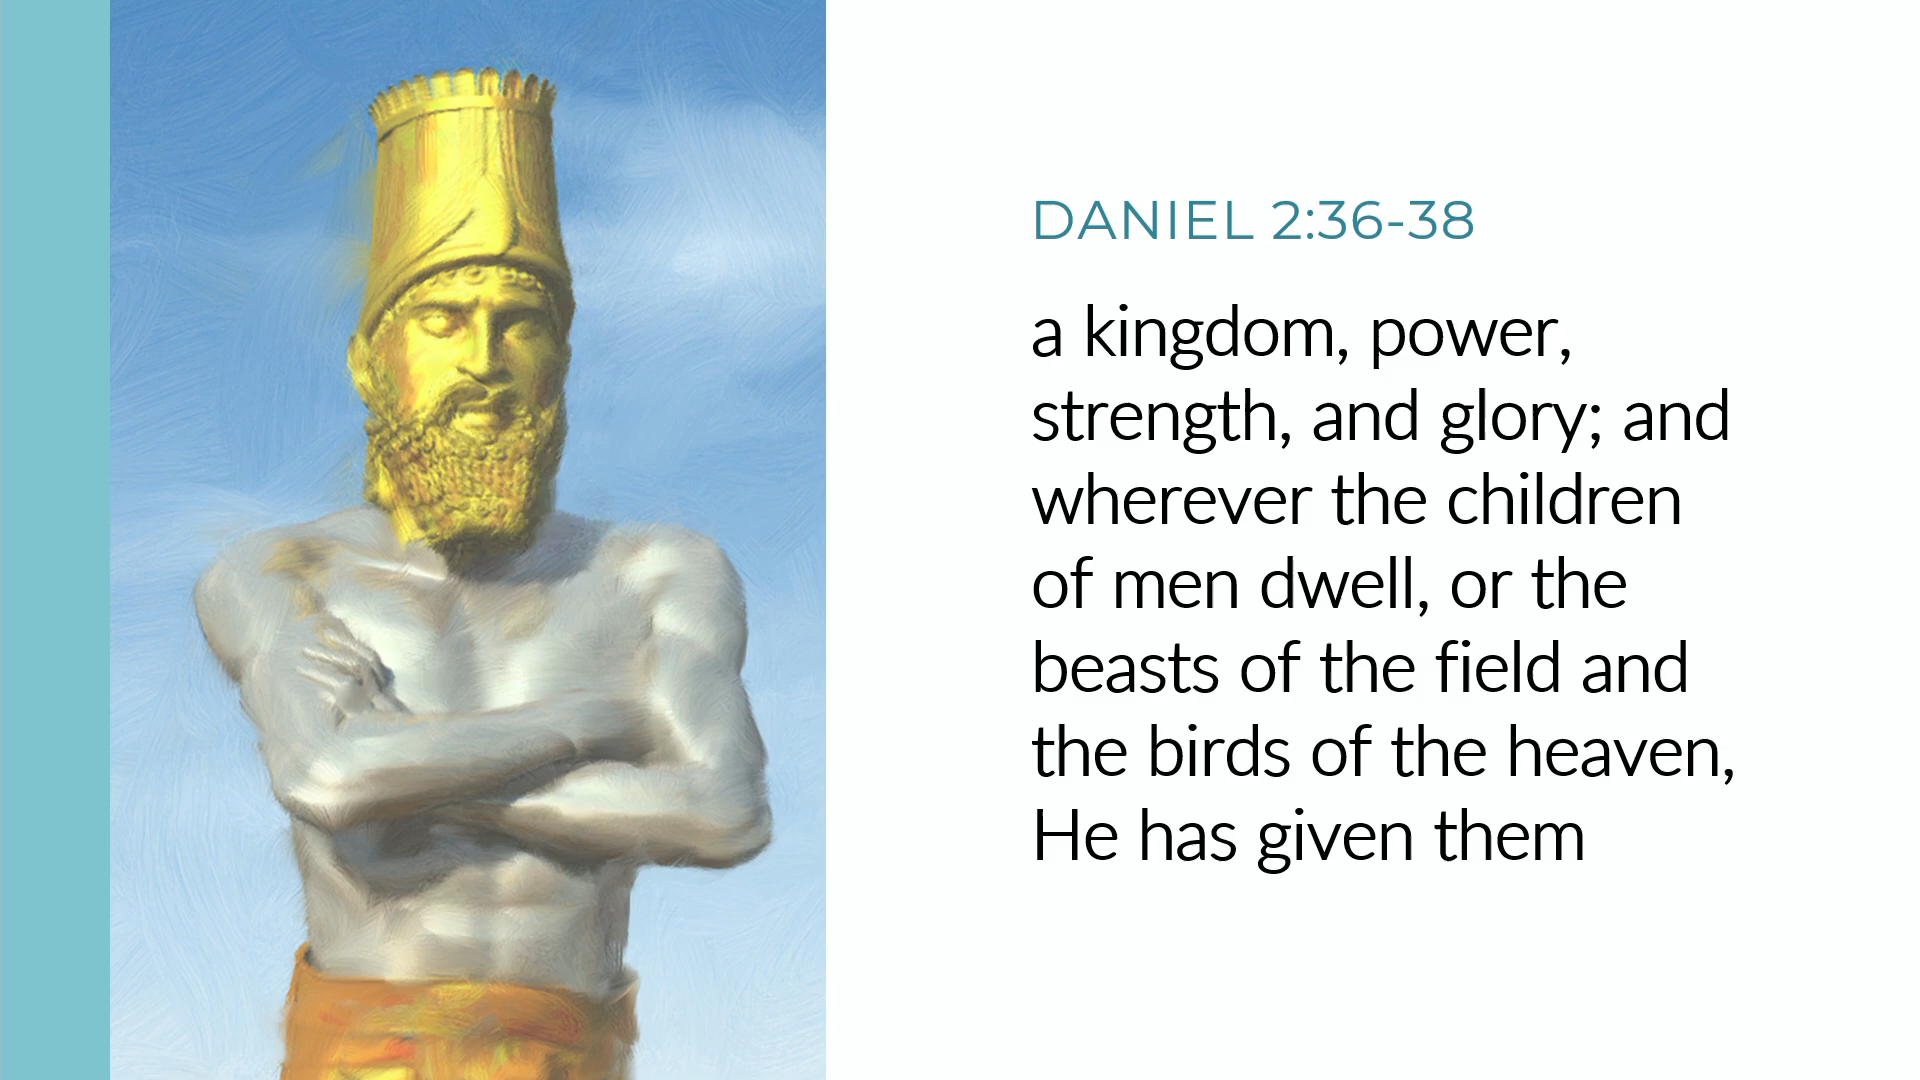 DANIEL 2:36-38
a kingdom, power,
strength, and glory; and
wherever the children
of men dwell, or the
beasts of the field and
the birds of the heaven,
He has given them